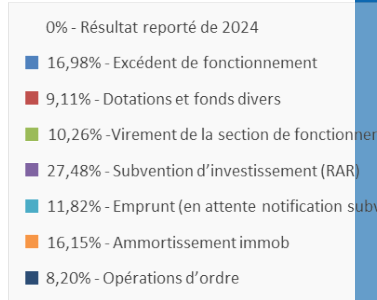 0% - Résultat reporté de 2024
16,98% - Excédent de fonctionnement
9,11% - Dotations et fonds divers
10,26% -Virement de la section de
27,48% - Subvention d’investissement (RAR)
11,82% - Emprunt (en attente notification
16,15% - Ammortissement immob
8,20% - Opérations d’ordre